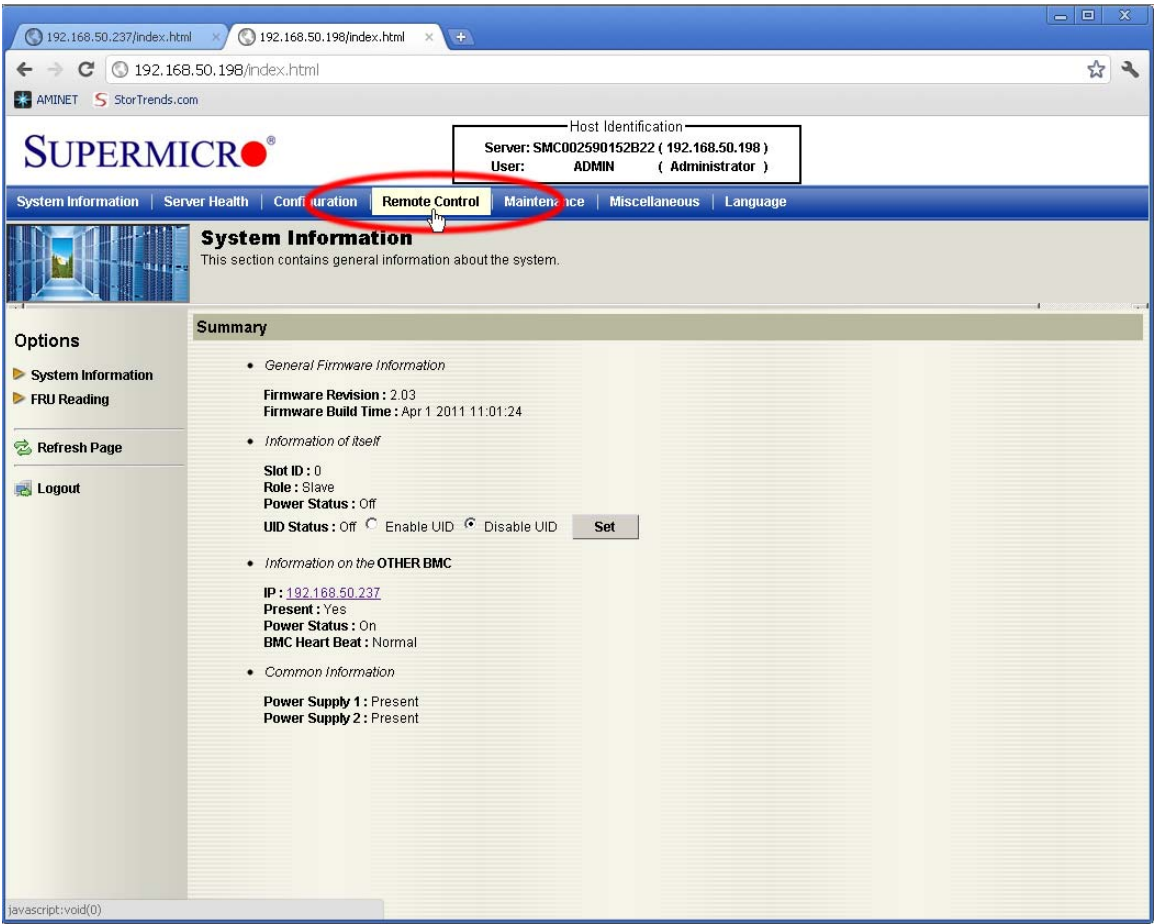 192.168.50.237/index.html
192.168.50.198/index.html
192.168.50.198/index.html
AMINET StorTrends.com
SUPERMICRO®
Host Identification
Server: SMC002590152B22 ( 192.168.50.198 )
User: ADMIN ( Administrator )
System Information | Server Health | Configuration | Remote Control | Maintenance | Miscellaneous | Language
System Information
This section contains general information about the system.
Options
System Information
FRU Reading
Refresh Page
Logout
Summary
• General Firmware Information
Firmware Revision : 2.03
Firmware Build Time : Apr 1 2011 11:01:24
• Information of itself
Slot ID : 0
Role : Slave
Power Status : Off
UID Status : Off Enable UID Disable UID Set
• Information on the OTHER BMC
IP : 192.168.50.237
Present : Yes
Power Status : On
BMC Heart Beat : Normal
• Common Information
Power Supply 1 : Present
Power Supply 2 : Present
javascript:void(0)